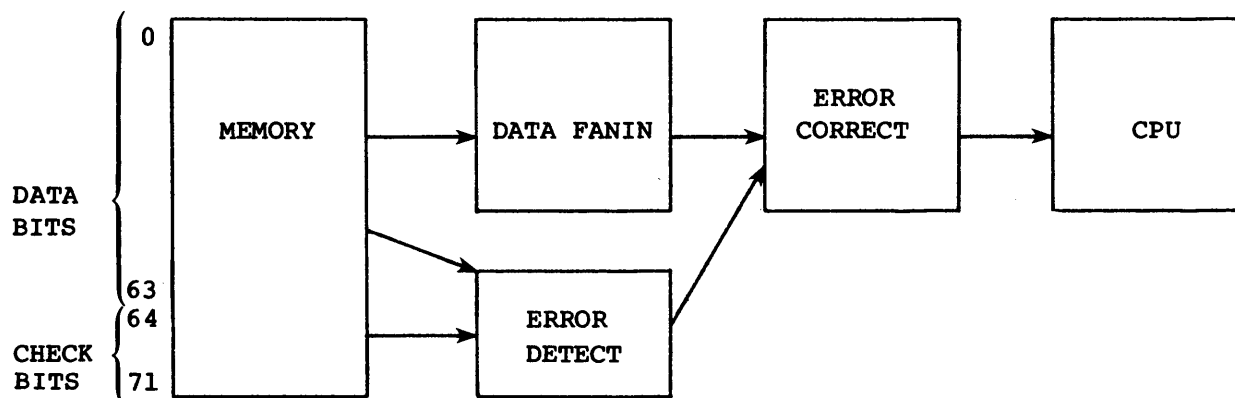 0
MEMORY
DATA FANIN
ERROR
CORRECT
CPU
DATA
BITS
63
64
ERROR
DETECT
CHECK
BITS
71